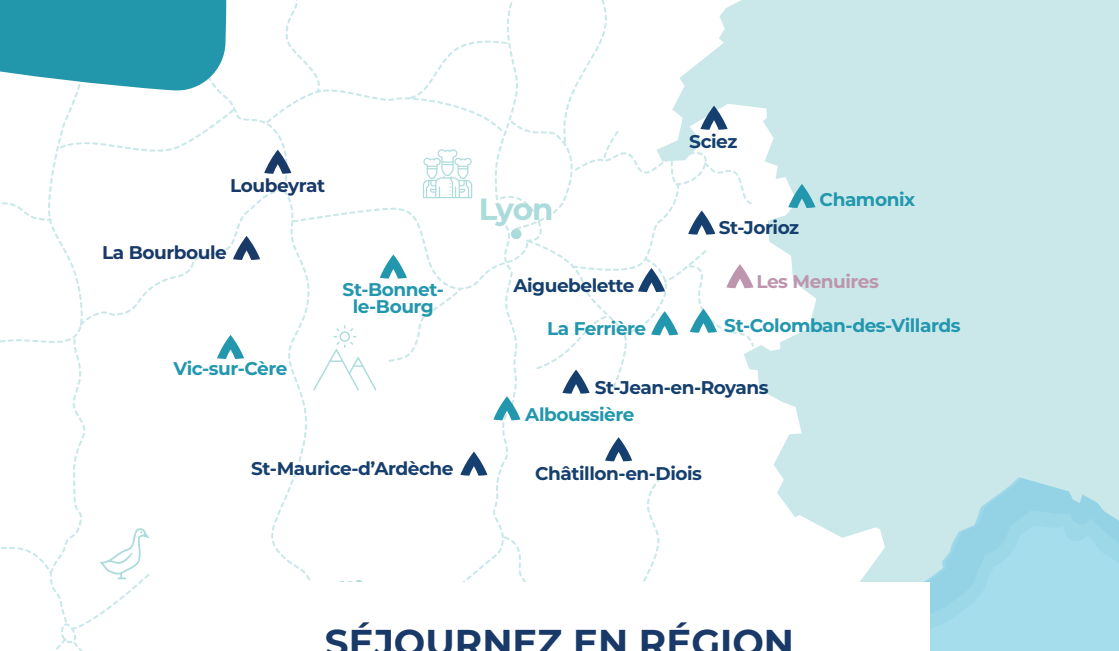 Sciez
Loubeyrat
Chamonix
Lyon
St-Jorioz
La Bourboule
Aiguebelette
Les Menuires
St-Bonnet-
le-Bourg
La Ferrière
St-Colomban-des-Villards
Vic-sur-Cère
St-Jean-en-Royans
Alboussière
St-Maurice-d’Ardèche
Châtillon-en-Diois
SÉJOURNEZ EN RÉGION